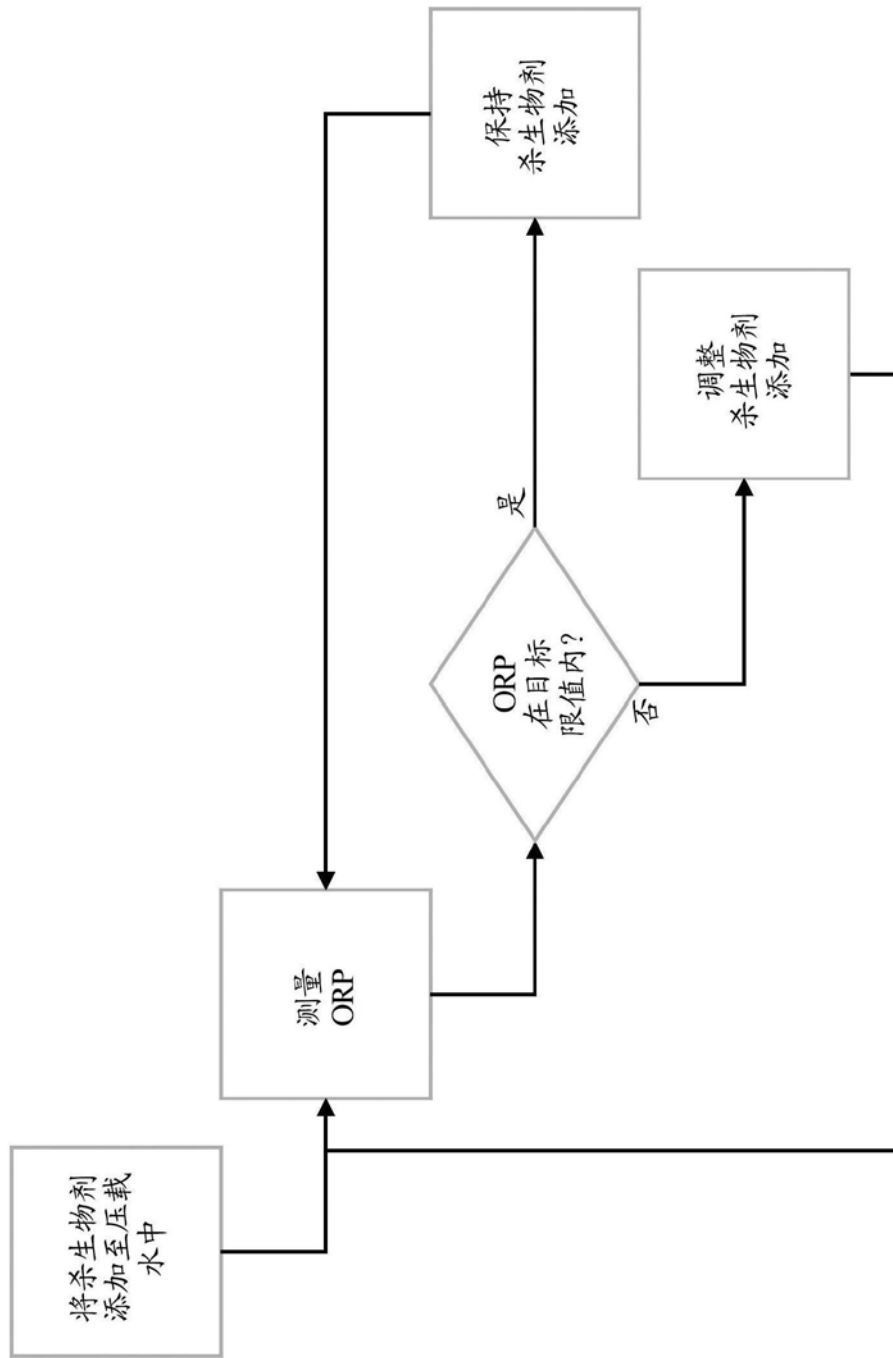 将杀生物剂
添加至压载
水中
测量
ORP
ORP
在目标
限值内?
是
否
保持
杀生物剂
添加
调整
杀生物剂
添加